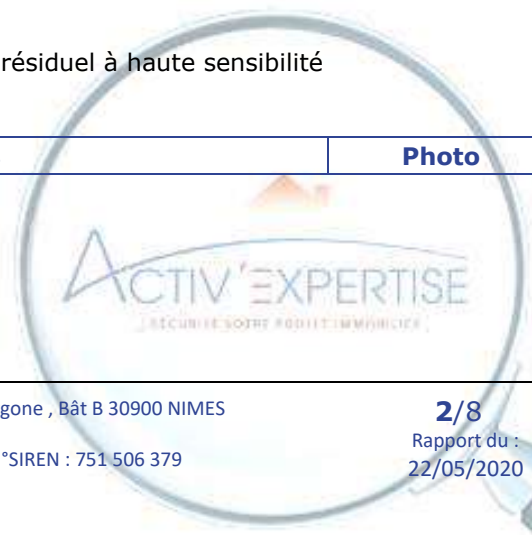 résiduel à haute sensibilité
Photo
ACTIV'EXPERTISE
gone , Bât B 30900 NIMES
°SIREN : 751 506 379
2/8
Rapport du :
22/05/2020